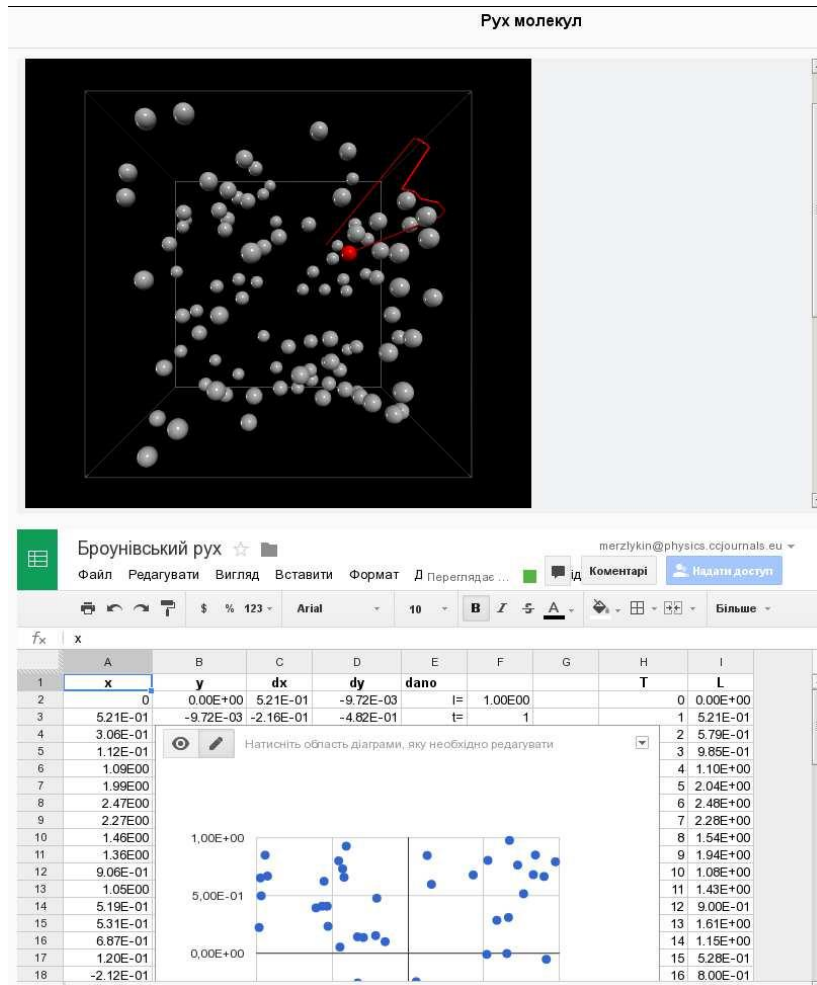 Рух молекул
Броунівський рух
merzlykin@physics.ccjournals.eu
Файл Редагувати Вигляд Вставити Формат Д Переглядає ... ід Коментарі Надати доступ
$ % 123 Arial 10 B I S A Більше
fx x
A B C D E F G H I
1 x y dx dy dano T L
2 0 0.00E+00 5.21E-01 -9.72E-03 l= 1.00E00 0 0.00E+00
3 5.21E-01 -9.72E-03 -2.16E-01 -4.82E-01 t= 1 1 5.21E-01
4 3.06E-01 2 5.79E-01
Натисніть область діаграми, яку необхідно редагувати
5 1.12E-01 3 9.85E-01
6 1.09E00 4 1.10E+00
7 1.99E00 5 2.04E+00
8 2.47E00 6 2.48E+00
9 2.27E00 7 2.28E+00
10 1.46E00 1,00E+00 8 1.54E+00
11 1.36E00 9 1.94E+00
12 9.06E-01 10 1.08E+00
13 1.05E00 11 1.43E+00
14 5.19E-01 5,00E-01 12 9.00E-01
15 5.31E-01 13 1.61E+00
16 6.87E-01 14 1.15E+00
17 1.20E-01 0,00E+00 15 5.28E-01
18 -2.12E-01 16 8.00E-01